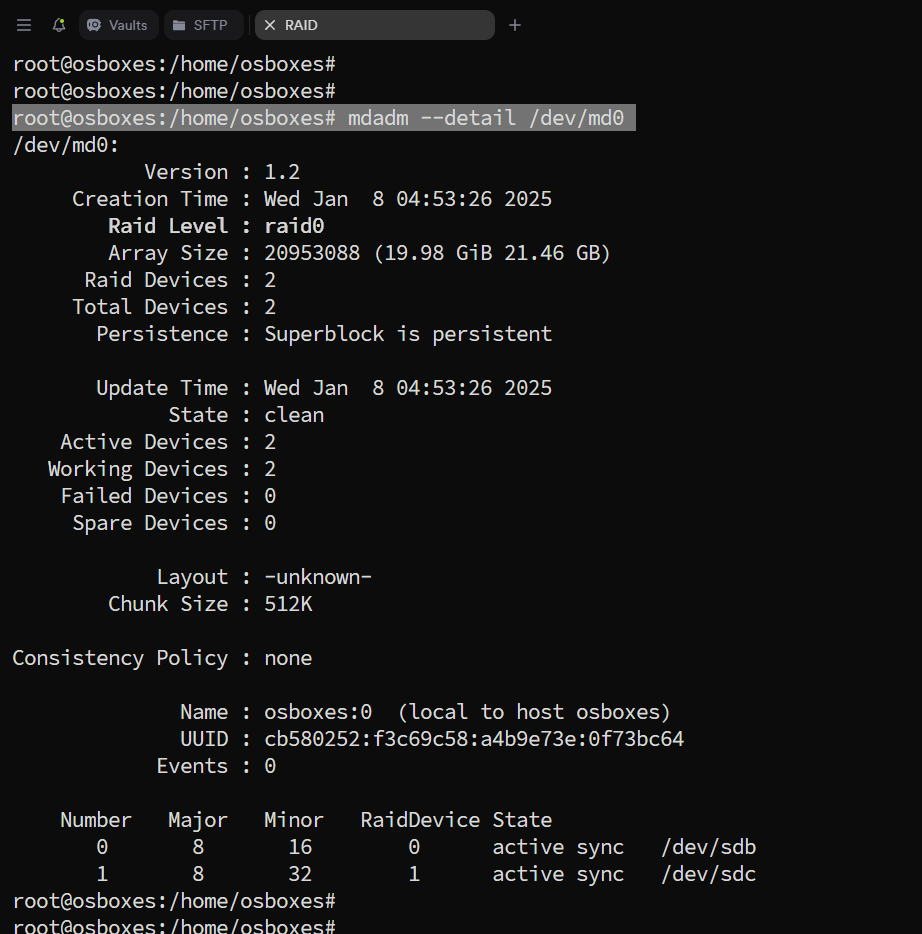 Vaults SFTP RAID
root@osboxes:/home/osboxes#
root@osboxes:/home/osboxes#
root@osboxes:/home/osboxes# mdadm --detail /dev/md0
/dev/md0:
           Version : 1.2
     Creation Time : Wed Jan  8 04:53:26 2025
        Raid Level : raid0
        Array Size : 20953088 (19.98 GiB 21.46 GB)
      Raid Devices : 2
     Total Devices : 2
       Persistence : Superblock is persistent

       Update Time : Wed Jan  8 04:53:26 2025
             State : clean
    Active Devices : 2
   Working Devices : 2
    Failed Devices : 0
     Spare Devices : 0

            Layout : -unknown-
        Chunk Size : 512K

Consistency Policy : none

              Name : osboxes:0  (local to host osboxes)
              UUID : cb580252:f3c69c58:a4b9e73e:0f73bc64
            Events : 0

    Number   Major   Minor   RaidDevice State
       0       8       16        0      active sync   /dev/sdb
       1       8       32        1      active sync   /dev/sdc
root@osboxes:/home/osboxes#
root@osboxes:/home/osboxes#